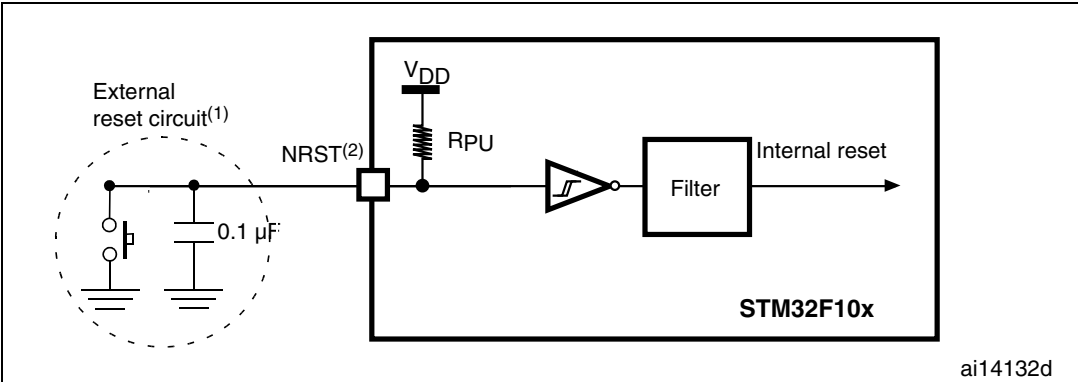 External
reset circuit(1)
VDD
RPU
NRST(2)
Internal reset
Filter
0.1 μF
STM32F10x
ai14132d